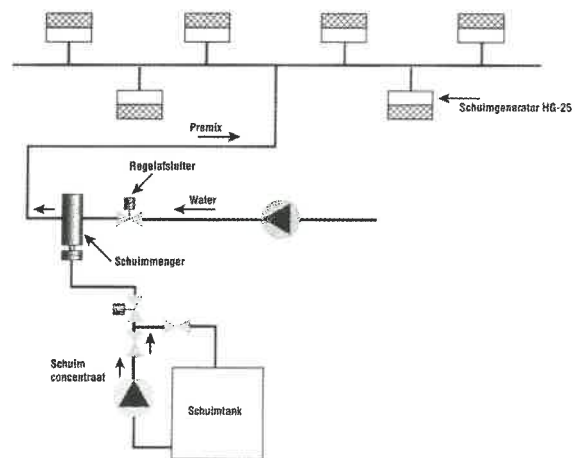 Schuimgenerator HG-25
Premix
Regelafsluiter
Water
Schuimmenger
Schuim
concentraat
Schuimtank